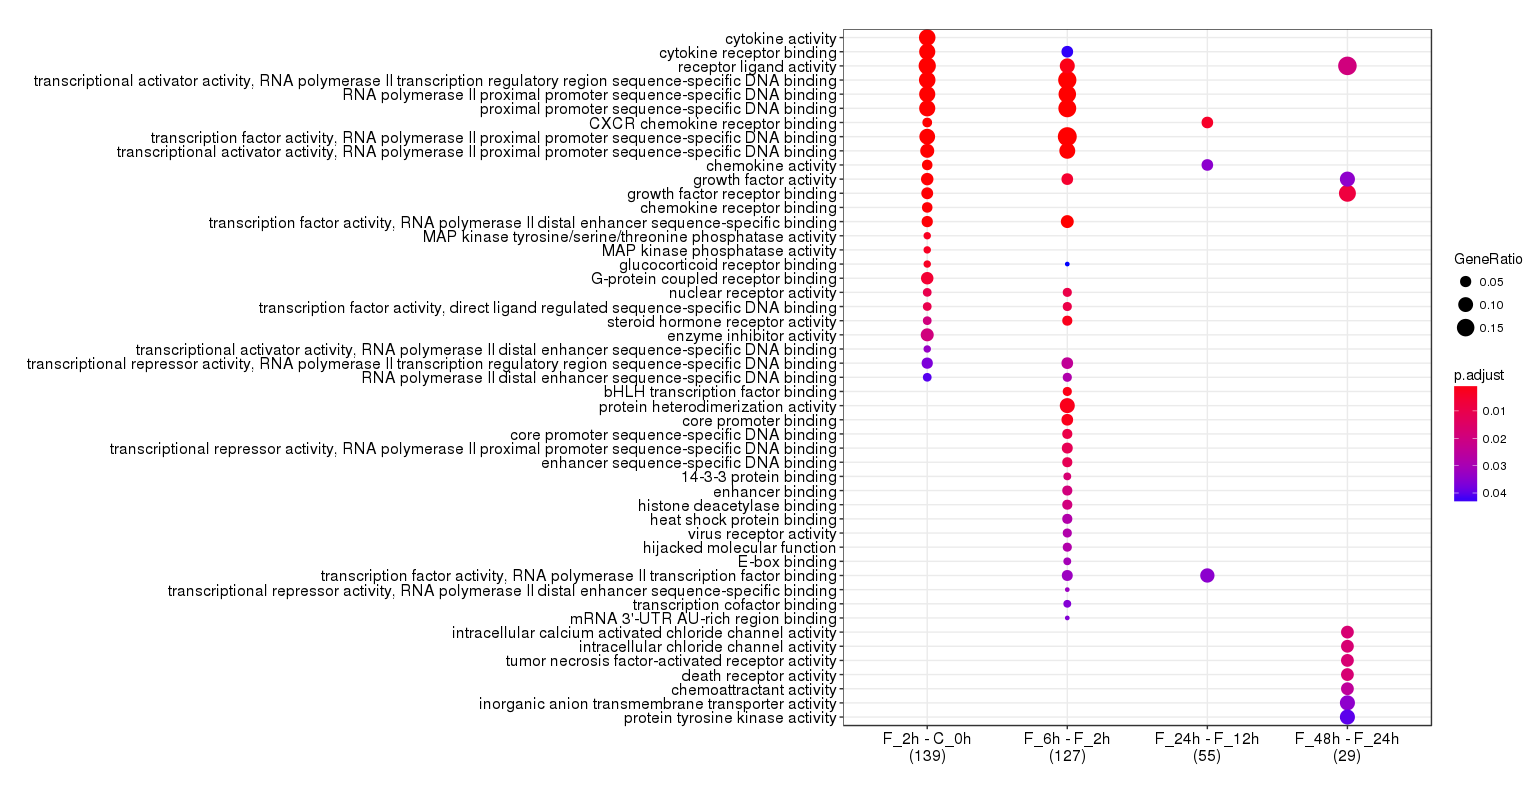 cytokine activity
cytokine receptor binding
receptor ligand activity
transcriptional activator activity, RNA polymerase II transcription regulatory region sequence-specific DNA binding
RNA polymerase II proximal promoter sequence-specific DNA binding
proximal promoter sequence-specific DNA binding
CXCR chemokine receptor binding
transcription factor activity, RNA polymerase II proximal promoter sequence-specific DNA binding
transcriptional activator activity, RNA polymerase II proximal promoter sequence-specific DNA binding
chemokine activity
growth factor activity
growth factor receptor binding
chemokine receptor binding
transcription factor activity, RNA polymerase II distal enhancer sequence-specific binding
MAP kinase tyrosine/serine/threonine phosphatase activity
MAP kinase phosphatase activity
glucocorticoid receptor binding
G-protein coupled receptor binding
nuclear receptor activity
transcription factor activity, direct ligand regulated sequence-specific DNA binding
steroid hormone receptor activity
enzyme inhibitor activity
transcriptional activator activity, RNA polymerase II distal enhancer sequence-specific DNA binding
transcriptional repressor activity, RNA polymerase II transcription regulatory region sequence-specific DNA binding
RNA polymerase II distal enhancer sequence-specific DNA binding
bHLH transcription factor binding
protein heterodimerization activity
core promoter binding
core promoter sequence-specific DNA binding
transcriptional repressor activity, RNA polymerase II proximal promoter sequence-specific DNA binding
enhancer sequence-specific DNA binding
14-3-3 protein binding
enhancer binding
histone deacetylase binding
heat shock protein binding
virus receptor activity
hijacked molecular function
E-box binding
transcription factor activity, RNA polymerase II transcription factor binding
transcriptional repressor activity, RNA polymerase II distal enhancer sequence-specific binding
transcription cofactor binding
mRNA 3'-UTR AU-rich region binding
intracellular calcium activated chloride channel activity
intracellular chloride channel activity
tumor necrosis factor-activated receptor activity
death receptor activity
chemoattractant activity
inorganic anion transmembrane transporter activity
protein tyrosine kinase activity
F_2h - C_0h
(139)
F_6h - F_2h
(127)
F_24h - F_12h
(55)
F_48h - F_24h
(29)
GeneRatio
0.05
0.10
0.15
p.adjust
0.01
0.02
0.03
0.04